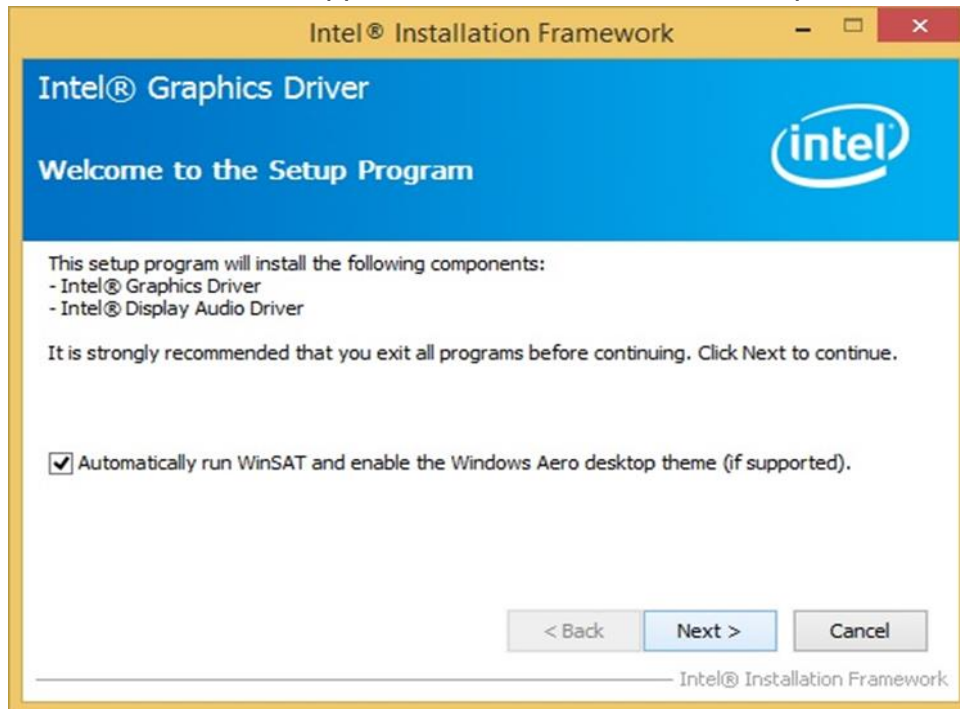 Intel® Installation Framework
Intel® Graphics Driver
intel
Welcome to the Setup Program
This setup program will install the following components:
- Intel® Graphics Driver
- Intel® Display Audio Driver
It is strongly recommended that you exit all programs before continuing. Click Next to continue.
Automatically run WinSAT and enable the Windows Aero desktop theme (if supported).
< Back Next > Cancel
Intel® Installation Framework